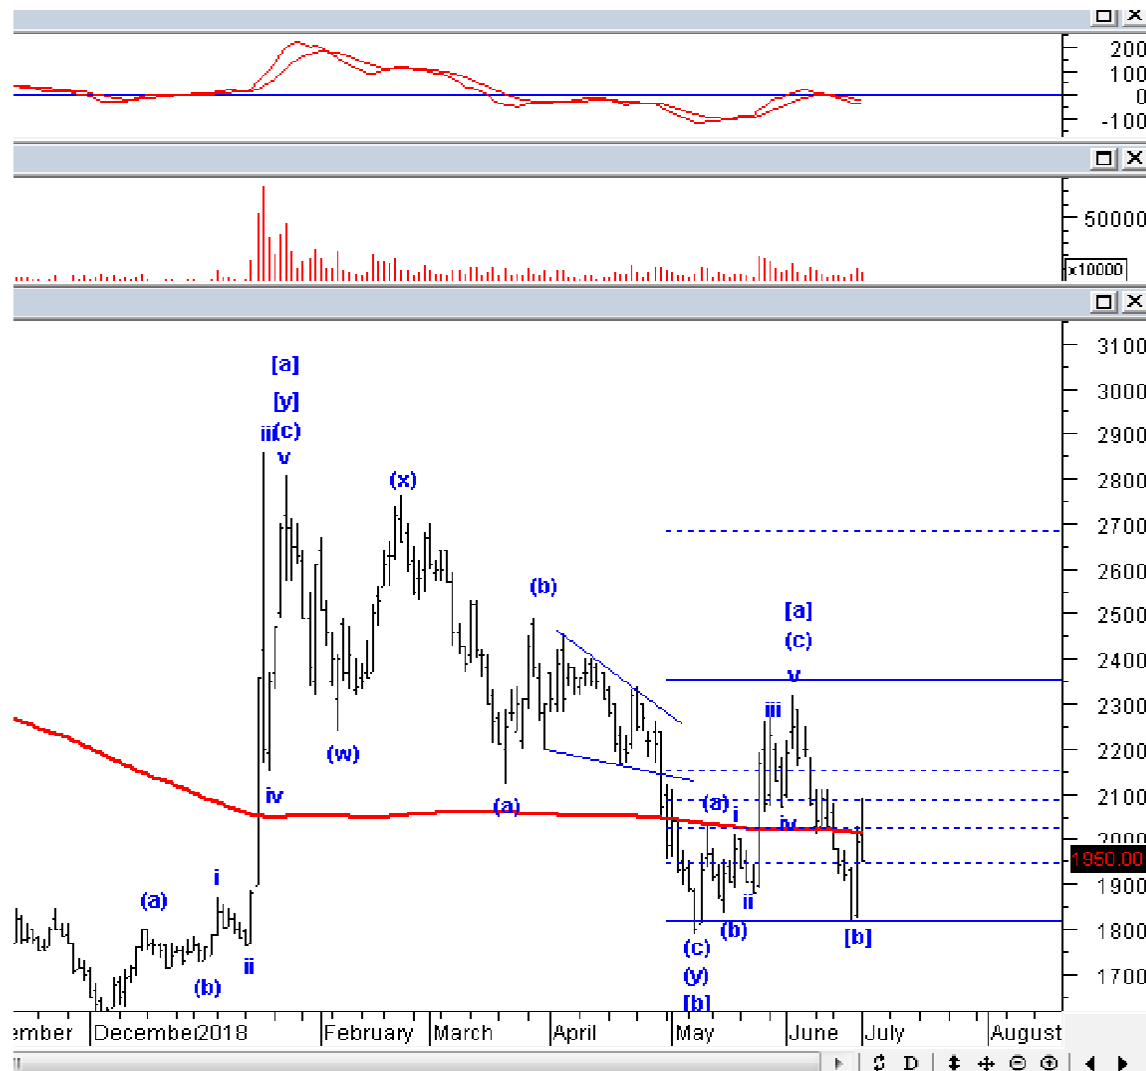 200
100
0
-100
50000
x10000
3100
[a]
3000
[y]
2900
iii(c)
v
2800
(x)
2700
2600
(b)
[a]
2500
(c)
2400
v
iii
2300
2200
(w)
iv
(a)
(a)
i
iv
2100
2000
1950.00
i
(a)
ii
1900
(b)
(c)
[b]
1800
ii
(b)
(y)
1700
[b]
ember December 2018 February March April May June July August
D